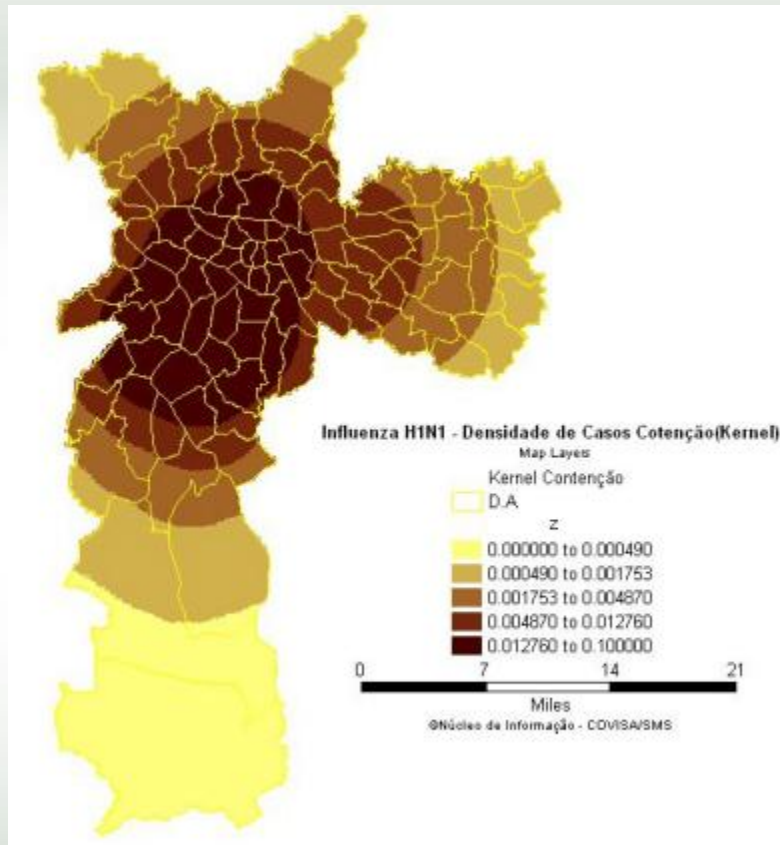 Influenza H1N1 - Densidade de Casos Cotenção(Kernel)
Map Layers
Kernel Contenção
D.A
z
0.000000 to 0.000490
0.000490 to 0.001753
0.001753 to 0.004870
0.004870 to 0.012760
0.012760 to 0.100000
0 7 14 21
Miles
©Núcleo de Informação - COVISA/SMS